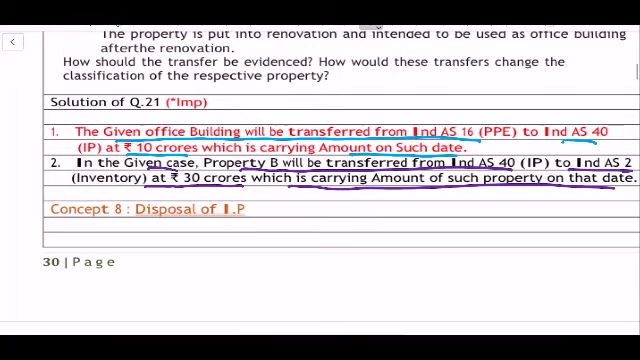 The property is put into renovation and intended to be used as office building
afterthe renovation.
How should the transfer be evidenced? How would these transfers change the
classification of the respective property?
Solution of Q.21 (*Imp)
1. The Given office Building will be transferred from Ind AS 16 (PPE) to Ind AS 40
(IP) at ₹ 10 crores which is carrying Amount on Such date.
2. In the Given case, Property B will be transferred from Ind AS 40 (IP) to Ind AS 2
(Inventory) at ₹ 30 crores which is carrying Amount of such property on that date.
Concept 8 : Disposal of I.P
30 | Page